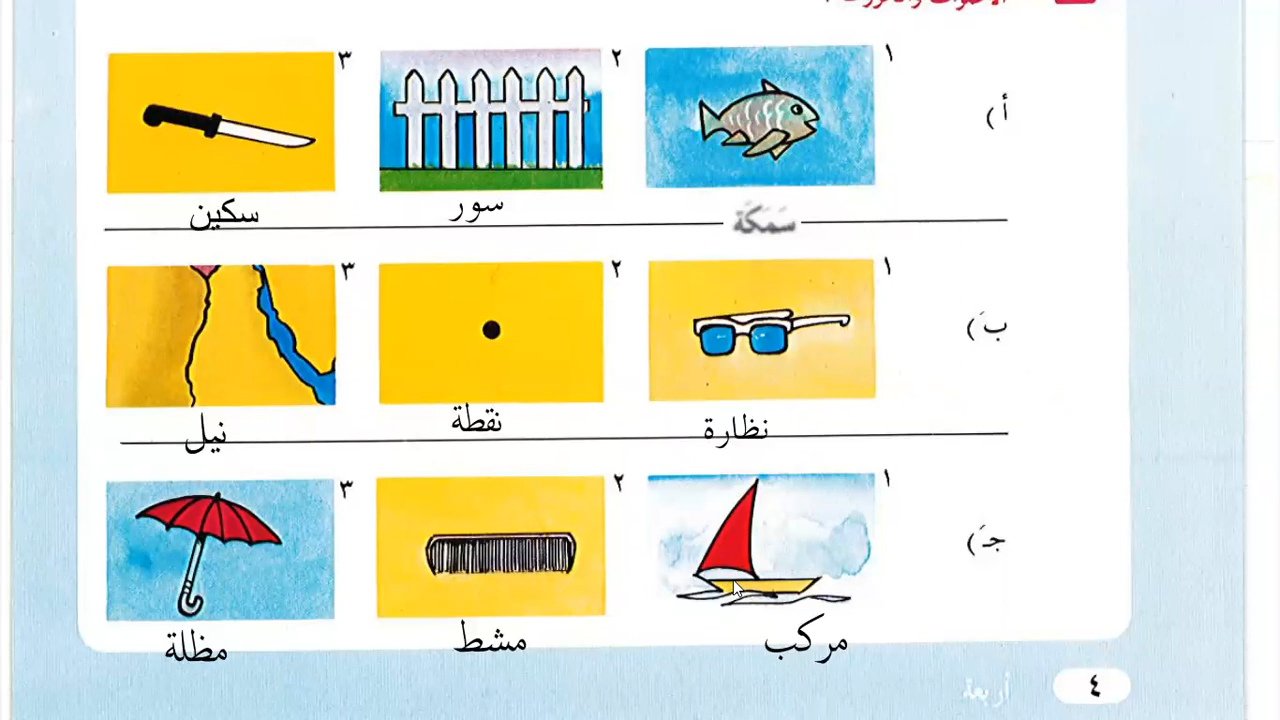 ١ ٢ ٣
أ)
سَمَكَة سور سكين
١ ٢ ٣
ب)
نظارة نقطة نيل
١ ٢ ٣
جـ)
مركب مشط مظلة
أربعة ٤